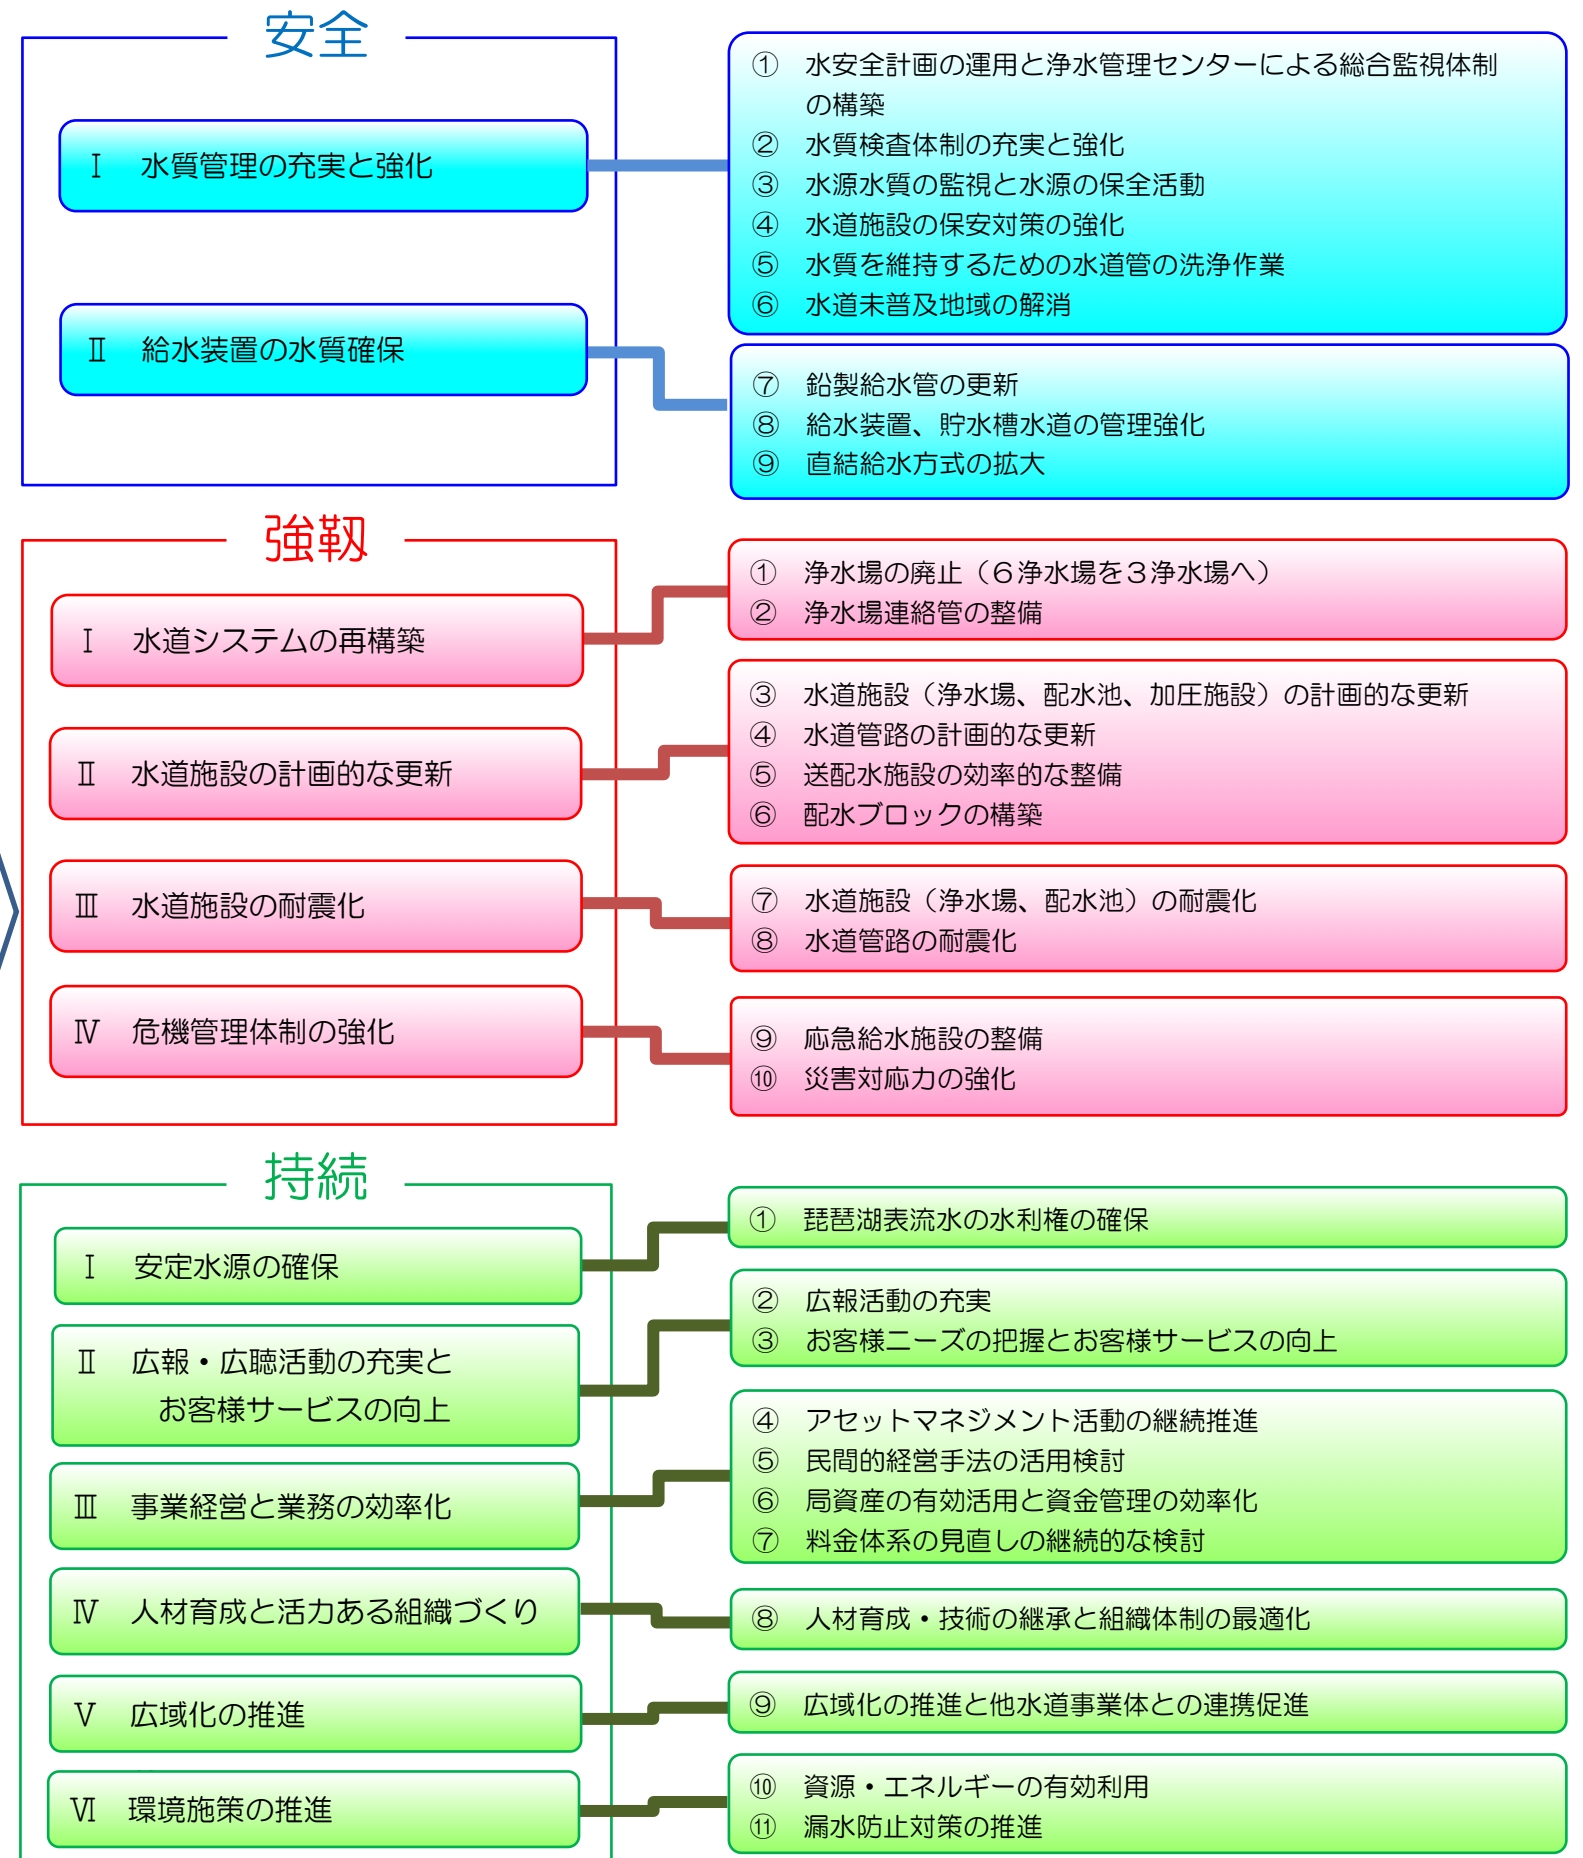 安全
Ⅰ 水質管理の充実と強化
① 水安全計画の運用と浄水管理センターによる総合監視体制
の構築
② 水質検査体制の充実と強化
③ 水源水質の監視と水源の保全活動
④ 水道施設の保安対策の強化
⑤ 水質を維持するための水道管の洗浄作業
⑥ 水道未普及地域の解消
Ⅱ 給水装置の水質確保
⑦ 鉛製給水管の更新
⑧ 給水装置、貯水槽水道の管理強化
⑨ 直結給水方式の拡大
強靱
Ⅰ 水道システムの再構築
① 浄水場の廃止（６浄水場を３浄水場へ）
② 浄水場連絡管の整備
Ⅱ 水道施設の計画的な更新
③ 水道施設（浄水場、配水池、加圧施設）の計画的な更新
④ 水道管路の計画的な更新
⑤ 送配水施設の効率的な整備
⑥ 配水ブロックの構築
Ⅲ 水道施設の耐震化
⑦ 水道施設（浄水場、配水池）の耐震化
⑧ 水道管路の耐震化
Ⅳ 危機管理体制の強化
⑨ 応急給水施設の整備
⑩ 災害対応力の強化
持続
Ⅰ 安定水源の確保
① 琵琶湖表流水の水利権の確保
Ⅱ 広報・広聴活動の充実と
お客様サービスの向上
② 広報活動の充実
③ お客様ニーズの把握とお客様サービスの向上
Ⅲ 事業経営と業務の効率化
④ アセットマネジメント活動の継続推進
⑤ 民間的経営手法の活用検討
⑥ 局資産の有効活用と資金管理の効率化
⑦ 料金体系の見直しの継続的な検討
Ⅳ 人材育成と活力ある組織づくり
⑧ 人材育成・技術の継承と組織体制の最適化
Ⅴ 広域化の推進
⑨ 広域化の推進と他水道事業体との連携促進
Ⅵ 環境施策の推進
⑩ 資源・エネルギーの有効利用
⑪ 漏水防止対策の推進